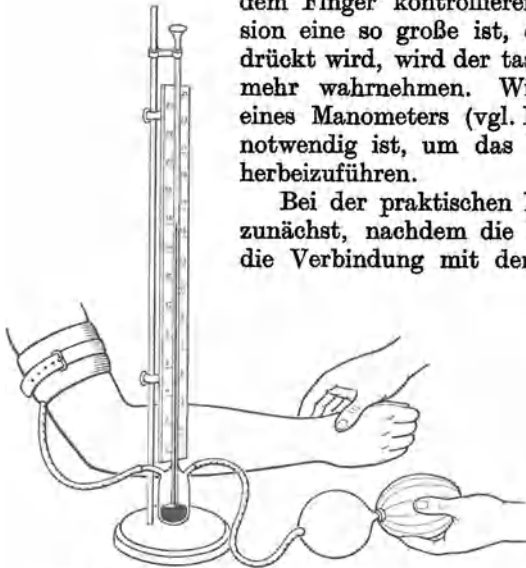 dem Finger kontrollieren
sion eine so große ist,
drückt wird, wird der tas
mehr wahrnehmen. Wi
eines Manometers (vgl.
notwendig ist, um das
herbeizuführen.
Bei der praktischen
zunächst, nachdem die
die Verbindung mit der